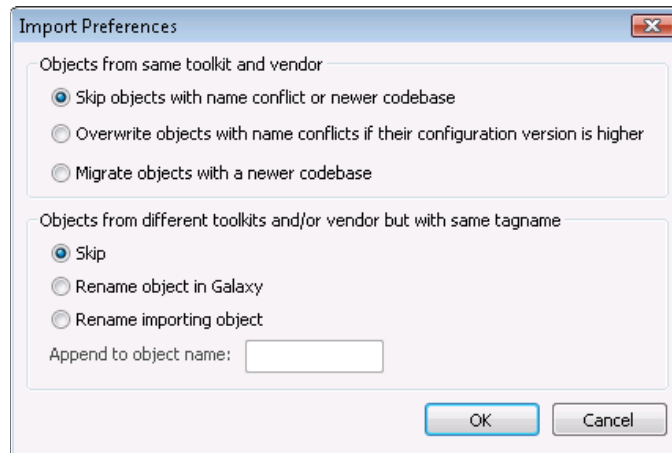 Import Preferences
Objects from same toolkit and vendor
Skip objects with name conflict or newer codebase
Overwrite objects with name conflicts if their configuration version is higher
Migrate objects with a newer codebase
Objects from different toolkits and/or vendor but with same tagname
Skip
Rename object in Galaxy
Rename importing object
Append to object name:
OK Cancel